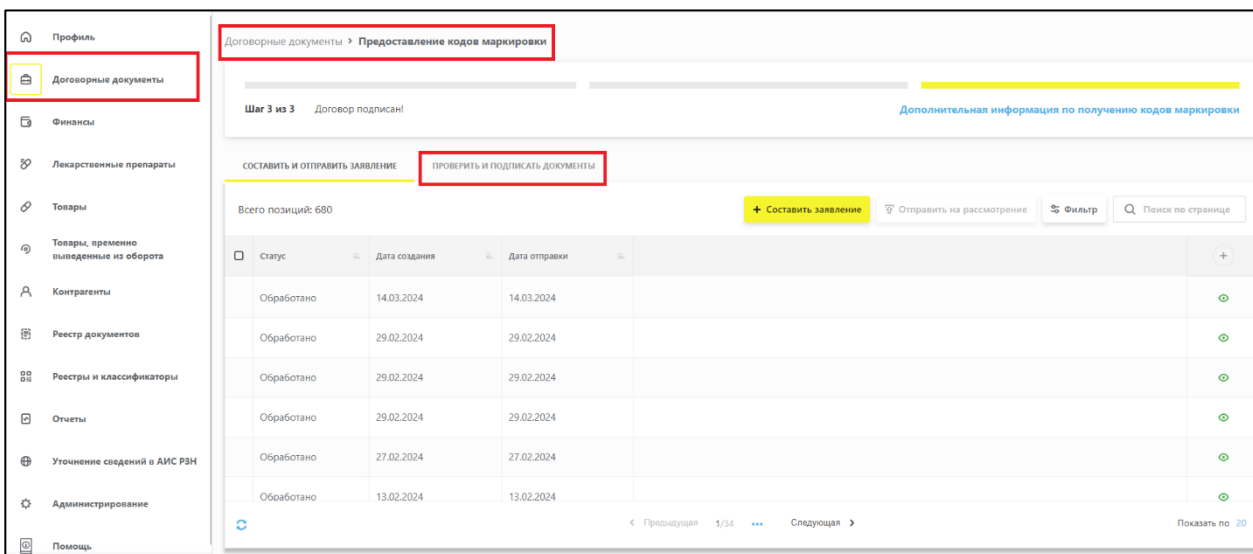 Профиль
Договорные документы
Финансы
Лекарственные препараты
Товары
Товары, временно
выведенные из оборота
Контрагенты
Реестр документов
Реестры и классификаторы
Отчеты
Уточнение сведений в АИС РЗН
Администрирование
Помощь
Договорные документы > Предоставление кодов маркировки
Шаг 3 из 3 Договор подписан! Дополнительная информация по получению кодов маркировки
СОСТАВИТЬ И ОТПРАВИТЬ ЗАЯВЛЕНИЕ ПРОВЕРИТЬ И ПОДПИСАТЬ ДОКУМЕНТЫ
Всего позиций: 680 + Составить заявление Отправить на рассмотрение Фильтр Поиск по странице
Статус Дата создания Дата отправки +
Обработано 14.03.2024 14.03.2024
Обработано 29.02.2024 29.02.2024
Обработано 29.02.2024 29.02.2024
Обработано 29.02.2024 29.02.2024
Обработано 27.02.2024 27.02.2024
Обработано 13.02.2024 13.02.2024
< Предыдущая 1/34 ••• Следующая > Показать по 20